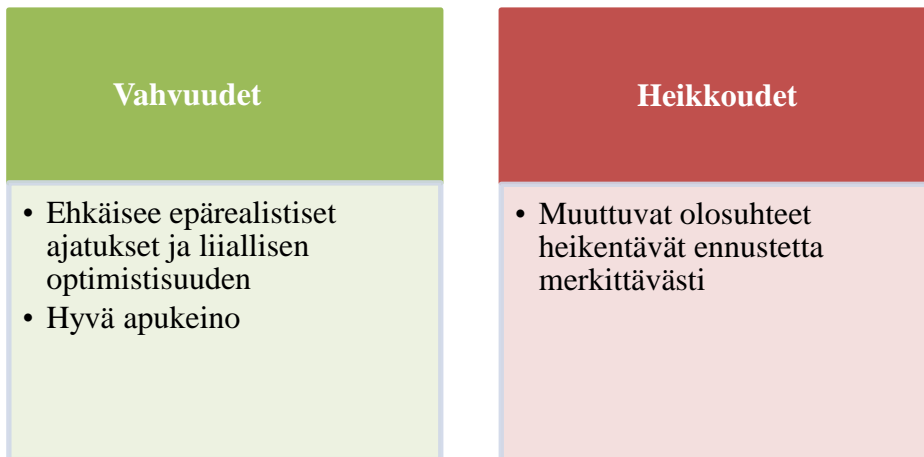 Vahvuudet
• Ehkäisee epärealistiset
ajatukset ja liiallisen
optimistisuuden
• Hyvä apukeino
Heikkoudet
• Muuttuvat olosuhteet
heikentävät ennustetta
merkittävästi